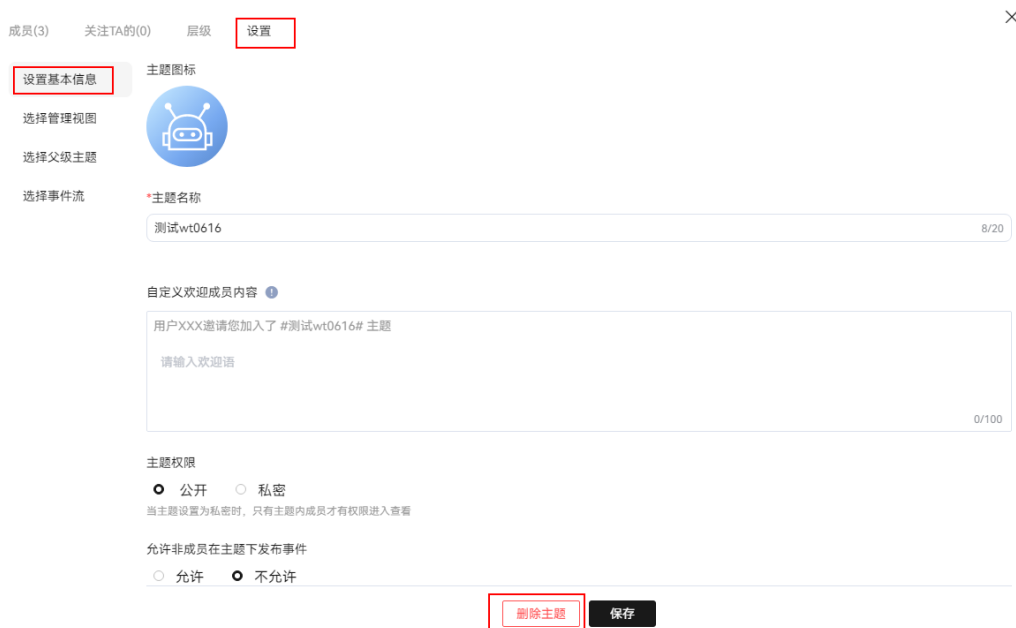 成员(3) 关注TA的(0) 层级 设置
设置基本信息
选择管理视图
选择父级主题
选择事件流
主题图标
*主题名称
测试wt0616 8/20
自定义欢迎成员内容 !
用户XXX邀请您加入了 #测试wt0616# 主题
请输入欢迎语
0/100
主题权限
公开 私密
当主题设置为私密时，只有主题内成员才有权限进入查看
允许非成员在主题下发布事件
允许 不允许
删除主题 保存